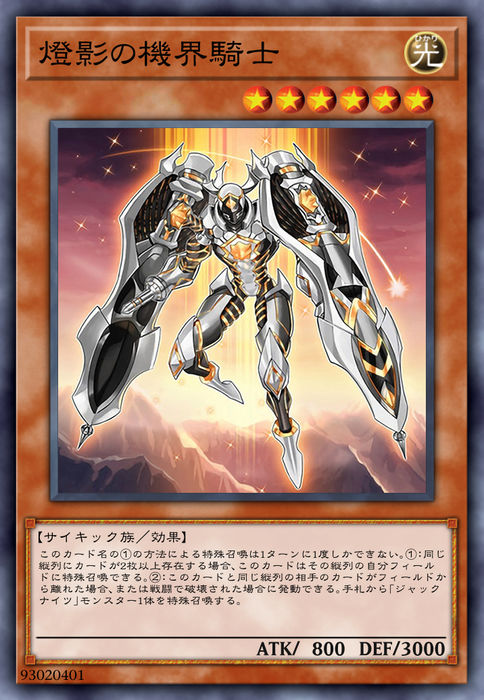 燈影の機界騎士
ひかり
光
【サイキック族／効果】
このカード名の①の方法による特殊召喚は1ターンに1度しかできない。①：同じ
縦列にカードが2枚以上存在する場合、このカードはその縦列の自分フィール
ドに特殊召喚できる。②：このカードと同じ縦列の相手のカードがフィールドか
ら離れた場合、または戦闘で破壊された場合に発動できる。手札から「ジャック
ナイツ」モンスター1体を特殊召喚する。
ATK/ 800 DEF/3000
93020401